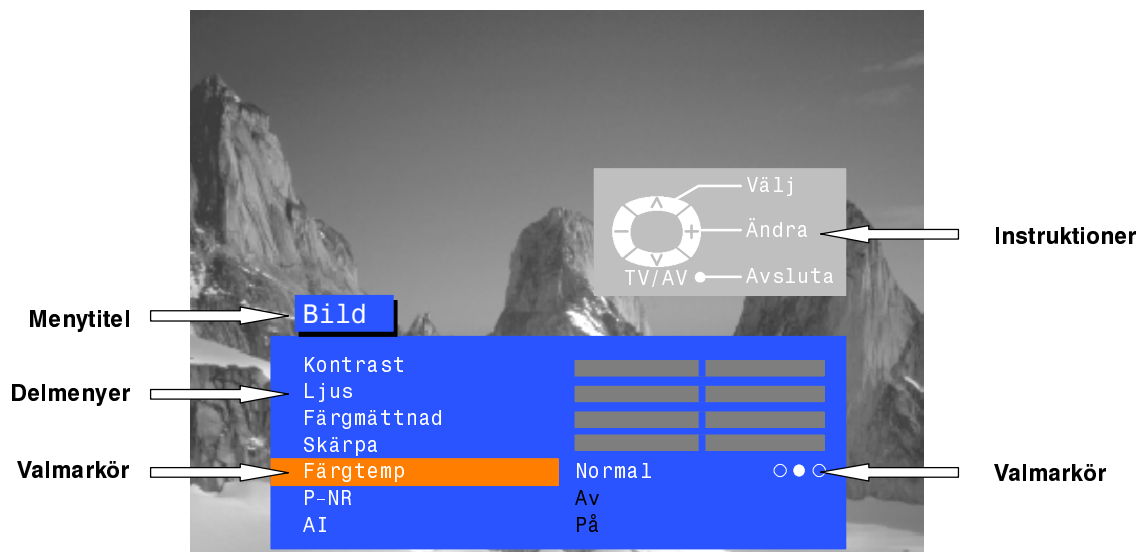 Välj
Ändra
Instruktioner
TV/AV Avsluta
Menytitel
Bild
Kontrast
Delmenyer
Ljus
Färgmättnad
Skärpa
Valmarkör
Färgtemp Normal
Valmarkör
P-NR Av
AI På